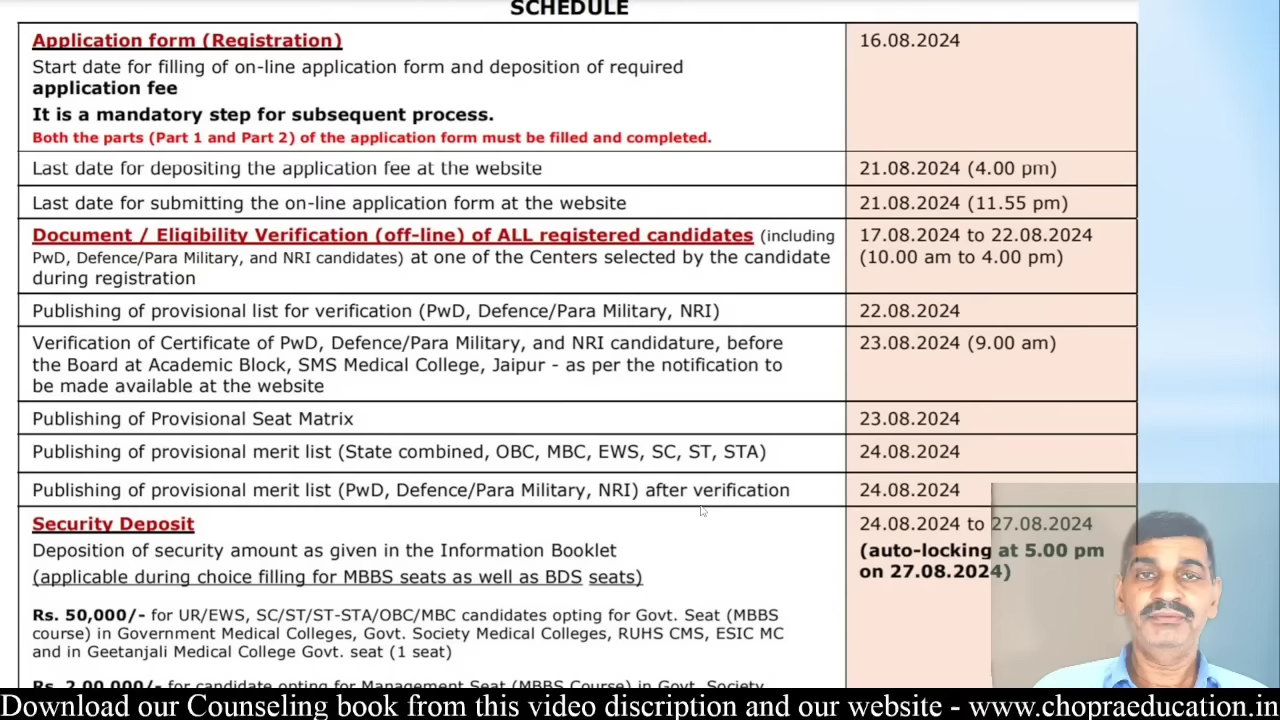 SCHEDULE
Application form (Registration)
16.08.2024
Start date for filling of on-line application form and deposition of required
application fee
It is a mandatory step for subsequent process.
Both the parts (Part 1 and Part 2) of the application form must be filled and completed.
Last date for depositing the application fee at the website
21.08.2024 (4.00 pm)
Last date for submitting the on-line application form at the website
21.08.2024 (11.55 pm)
Document / Eligibility Verification (off-line) of ALL registered candidates (including
PwD, Defence/Para Military, and NRI candidates) at one of the Centers selected by the candidate
during registration
17.08.2024 to 22.08.2024
(10.00 am to 4.00 pm)
Publishing of provisional list for verification (PwD, Defence/Para Military, NRI)
22.08.2024
Verification of Certificate of PwD, Defence/Para Military, and NRI candidature, before
the Board at Academic Block, SMS Medical College, Jaipur - as per the notification to
be made available at the website
23.08.2024 (9.00 am)
Publishing of Provisional Seat Matrix
23.08.2024
Publishing of provisional merit list (State combined, OBC, MBC, EWS, SC, ST, STA)
24.08.2024
Publishing of provisional merit list (PwD, Defence/Para Military, NRI) after verification
24.08.2024
Security Deposit
Deposition of security amount as given in the Information Booklet
(applicable during choice filling for MBBS seats as well as BDS seats)
24.08.2024 to 27.08.2024
(auto-locking at 5.00 pm
on 27.08.2024)
Rs. 50,000/- for UR/EWS, SC/ST/ST-STA/OBC/MBC candidates opting for Govt. Seat (MBBS
course) in Government Medical Colleges, Govt. Society Medical Colleges, RUHS CMS, ESIC MC
and in Geetanjali Medical College Govt. seat (1 seat)
Rs. 2,00,000/- for candidate opting for Management Seat (MBBS Course) in Govt. Society
Download our Counseling book from this video discription and our website - www.chopraeducation.in